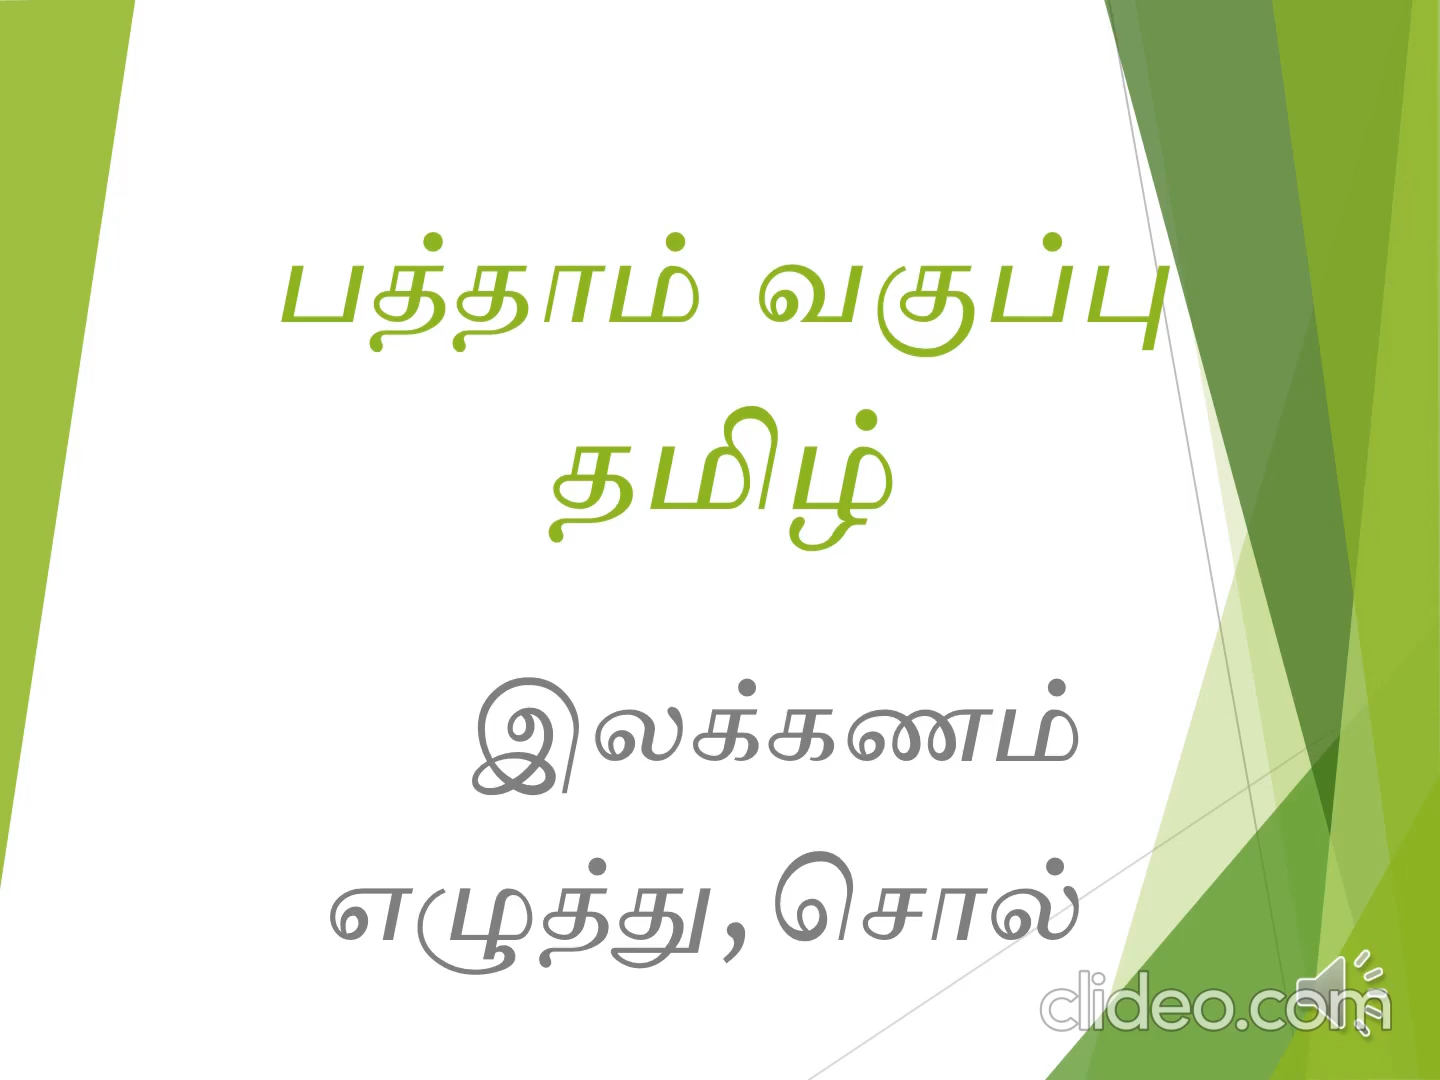 பத்தாம் வகுப்பு
தமிழ்
இலக்கணம்
எழுத்து,சொல்
clideo.com